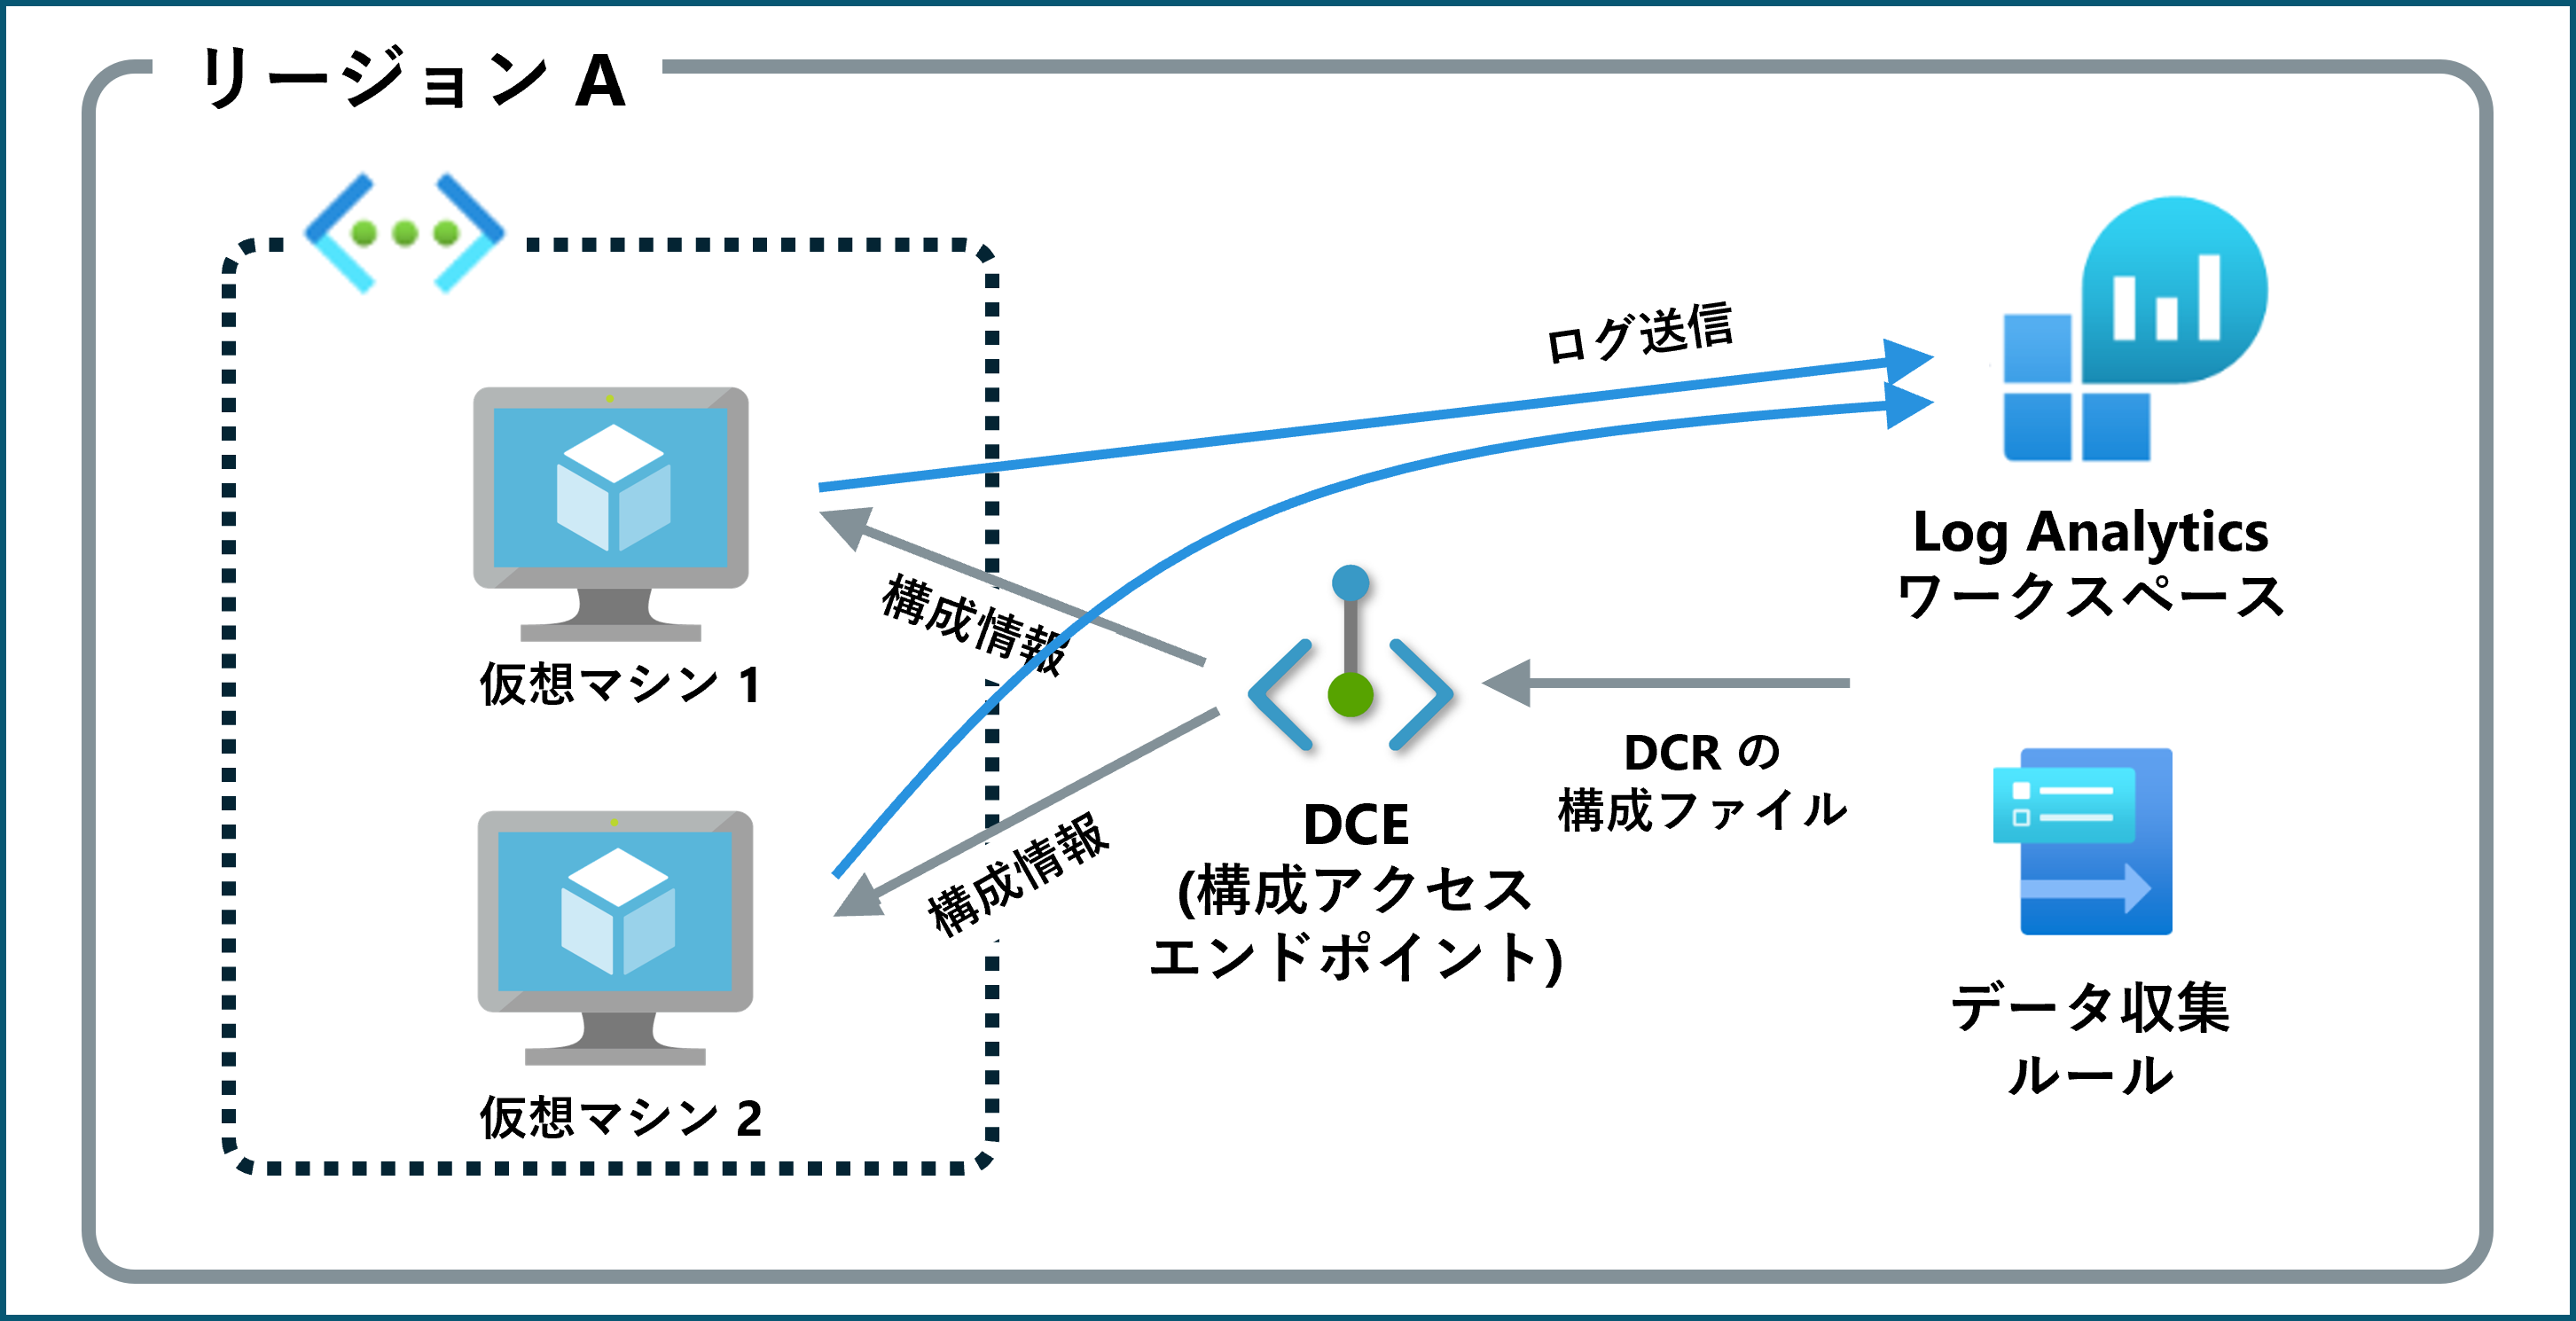 リージョン A
ログ送信
Log Analytics
ワークスペース
構成情報
仮想マシン 1
DCR の
構成ファイル
DCE
(構成アクセス
エンドポイント)
構成情報
データ収集
ルール
仮想マシン 2